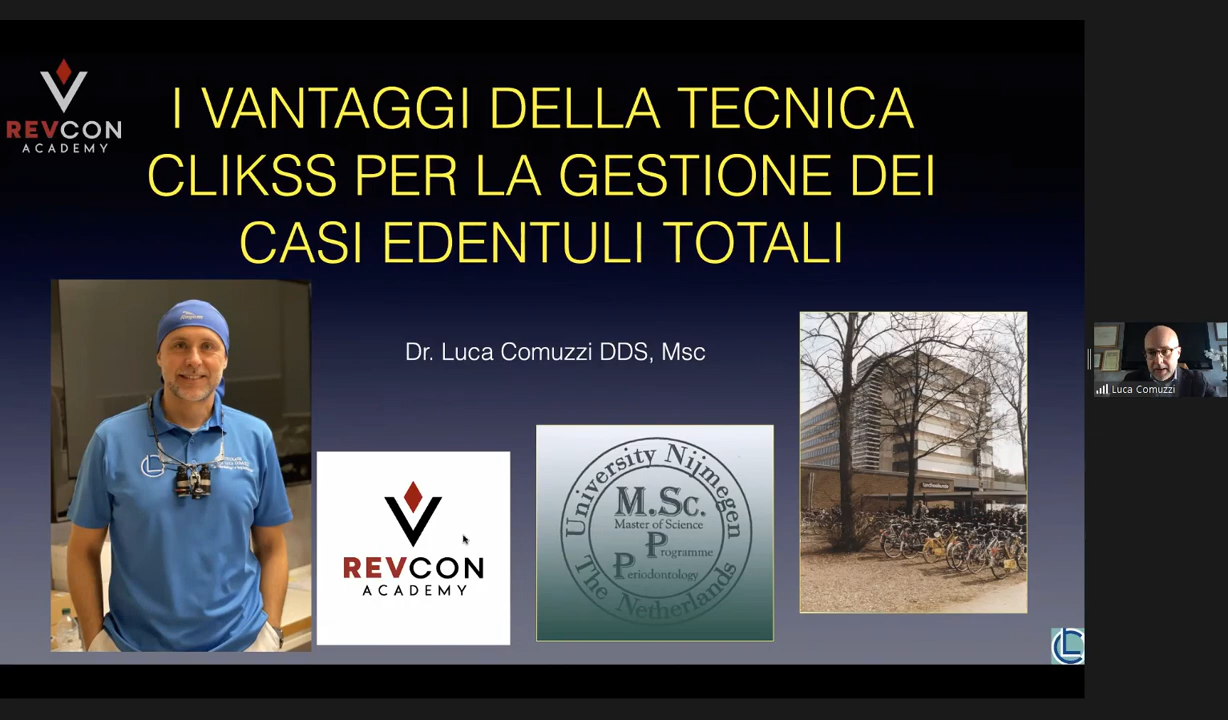 REVCON
ACADEMY
I VANTAGGI DELLA TECNICA
CLIKSS PER LA GESTIONE DEI
CASI EDENTULI TOTALI
Dr. Luca Comuzzi DDS, Msc
Luca Comuzzi
REVCON
ACADEMY
University Nijmegen
M.Sc.
Master of Science
Programme
Periodontology
The Netherlands